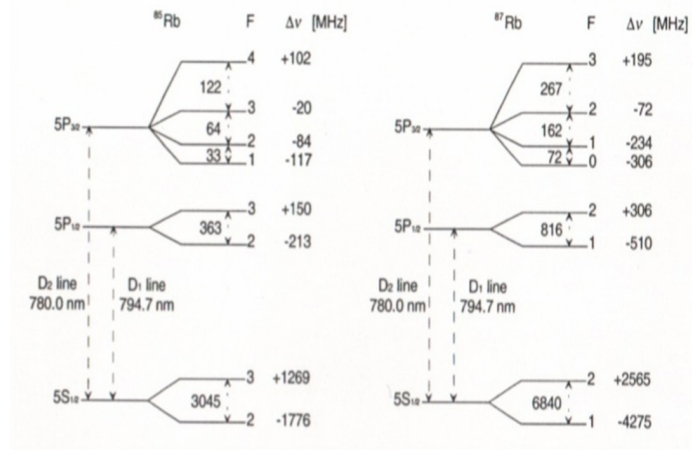 ⁸⁵Rb F Δν [MHz]
4 +102
122
3 -20
5P₃/₂ 64
2 -84
33 1 -117
3 +150
5P₁/₂ 363
2 -213
D₂ line D₁ line
780.0 nm 794.7 nm
3 +1269
5S₁/₂ 3045
2 -1776
⁸⁷Rb F Δν [MHz]
3 +195
267
2 -72
5P₃/₂ 162
1 -234
72 0 -306
2 +306
5P₁/₂ 816
1 -510
D₂ line D₁ line
780.0 nm 794.7 nm
2 +2565
5S₁/₂ 6840
1 -4275